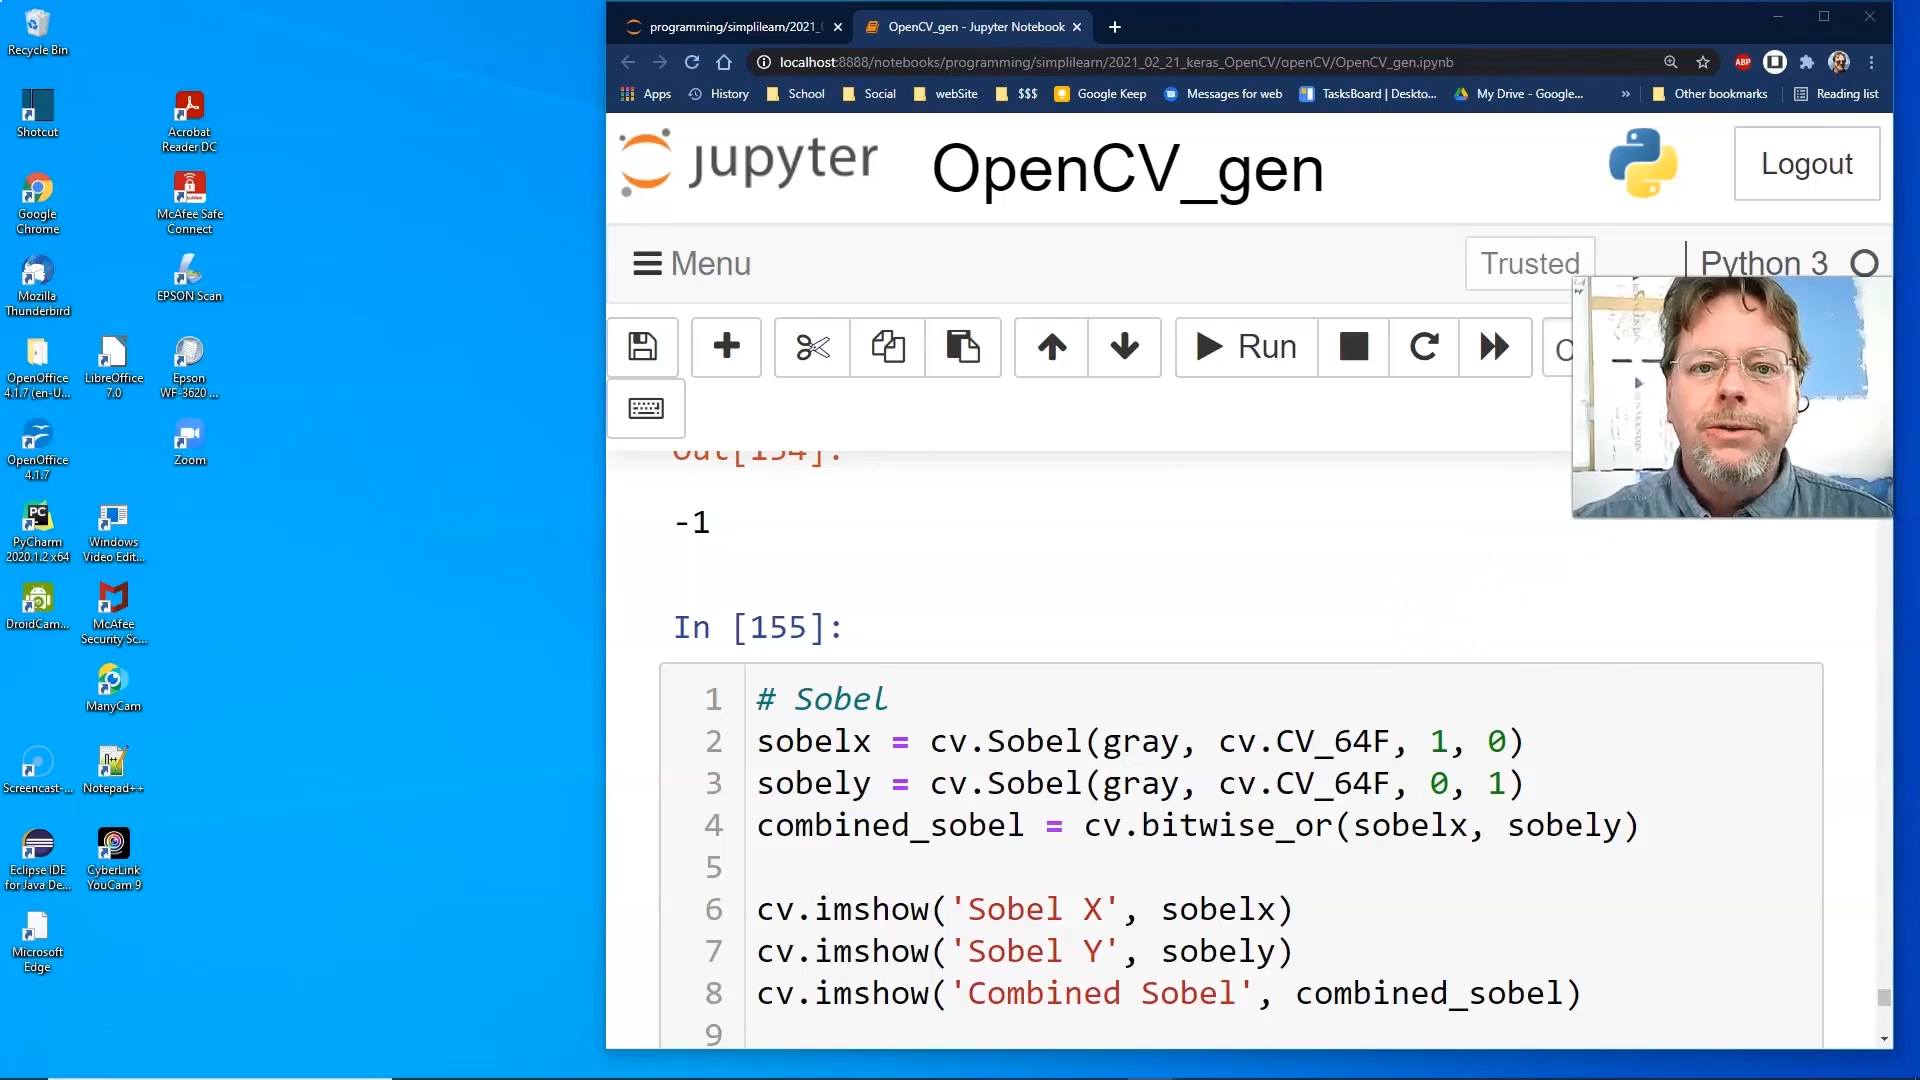 Recycle Bin
Shotcut
Acrobat
Reader DC
Google
Chrome
McAfee Safe
Connect
Mozilla
Thunderbird
EPSON Scan
OpenOffice
4.1.7 (en-U...
LibreOffice
7.0
Epson
WF-3620 ...
OpenOffice
4.1.7
Zoom
PyCharm
2020.1.2 x64
Windows
Video Edit...
DroidCam...
McAfee
Security Sc...
ManyCam
Screencast-...
Notepad++
Eclipse IDE
for Java De...
CyberLink
YouCam 9
Microsoft
Edge
programming/simplilearn/2021_
OpenCV_gen - Jupyter Notebook
localhost:8888/notebooks/programming/simplilearn/2021_02_21_keras_OpenCV/openCV/OpenCV_gen.ipynb
ABP
Apps History School Social webSite $$$ Google Keep Messages for web TasksBoard | Deskto... My Drive - Google... » Other bookmarks Reading list
jupyter OpenCV_gen Logout
Menu Trusted Python 3
Run
Out[154]:
-1
In [155]:
1 # Sobel
2 sobelx = cv.Sobel(gray, cv.CV_64F, 1, 0)
3 sobely = cv.Sobel(gray, cv.CV_64F, 0, 1)
4 combined_sobel = cv.bitwise_or(sobelx, sobely)
5
6 cv.imshow('Sobel X', sobelx)
7 cv.imshow('Sobel Y', sobely)
8 cv.imshow('Combined Sobel', combined_sobel)
9